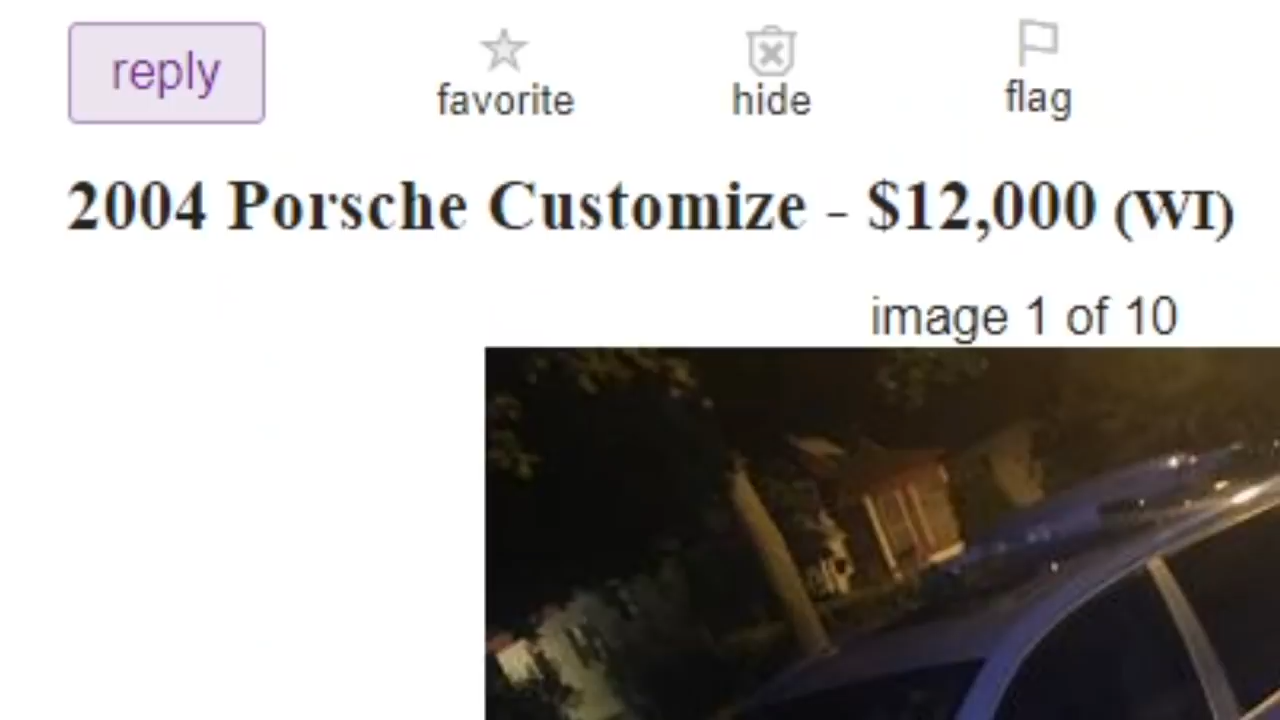 reply
favorite
hide
flag
2004 Porsche Customize - $12,000 (WI)
image 1 of 10